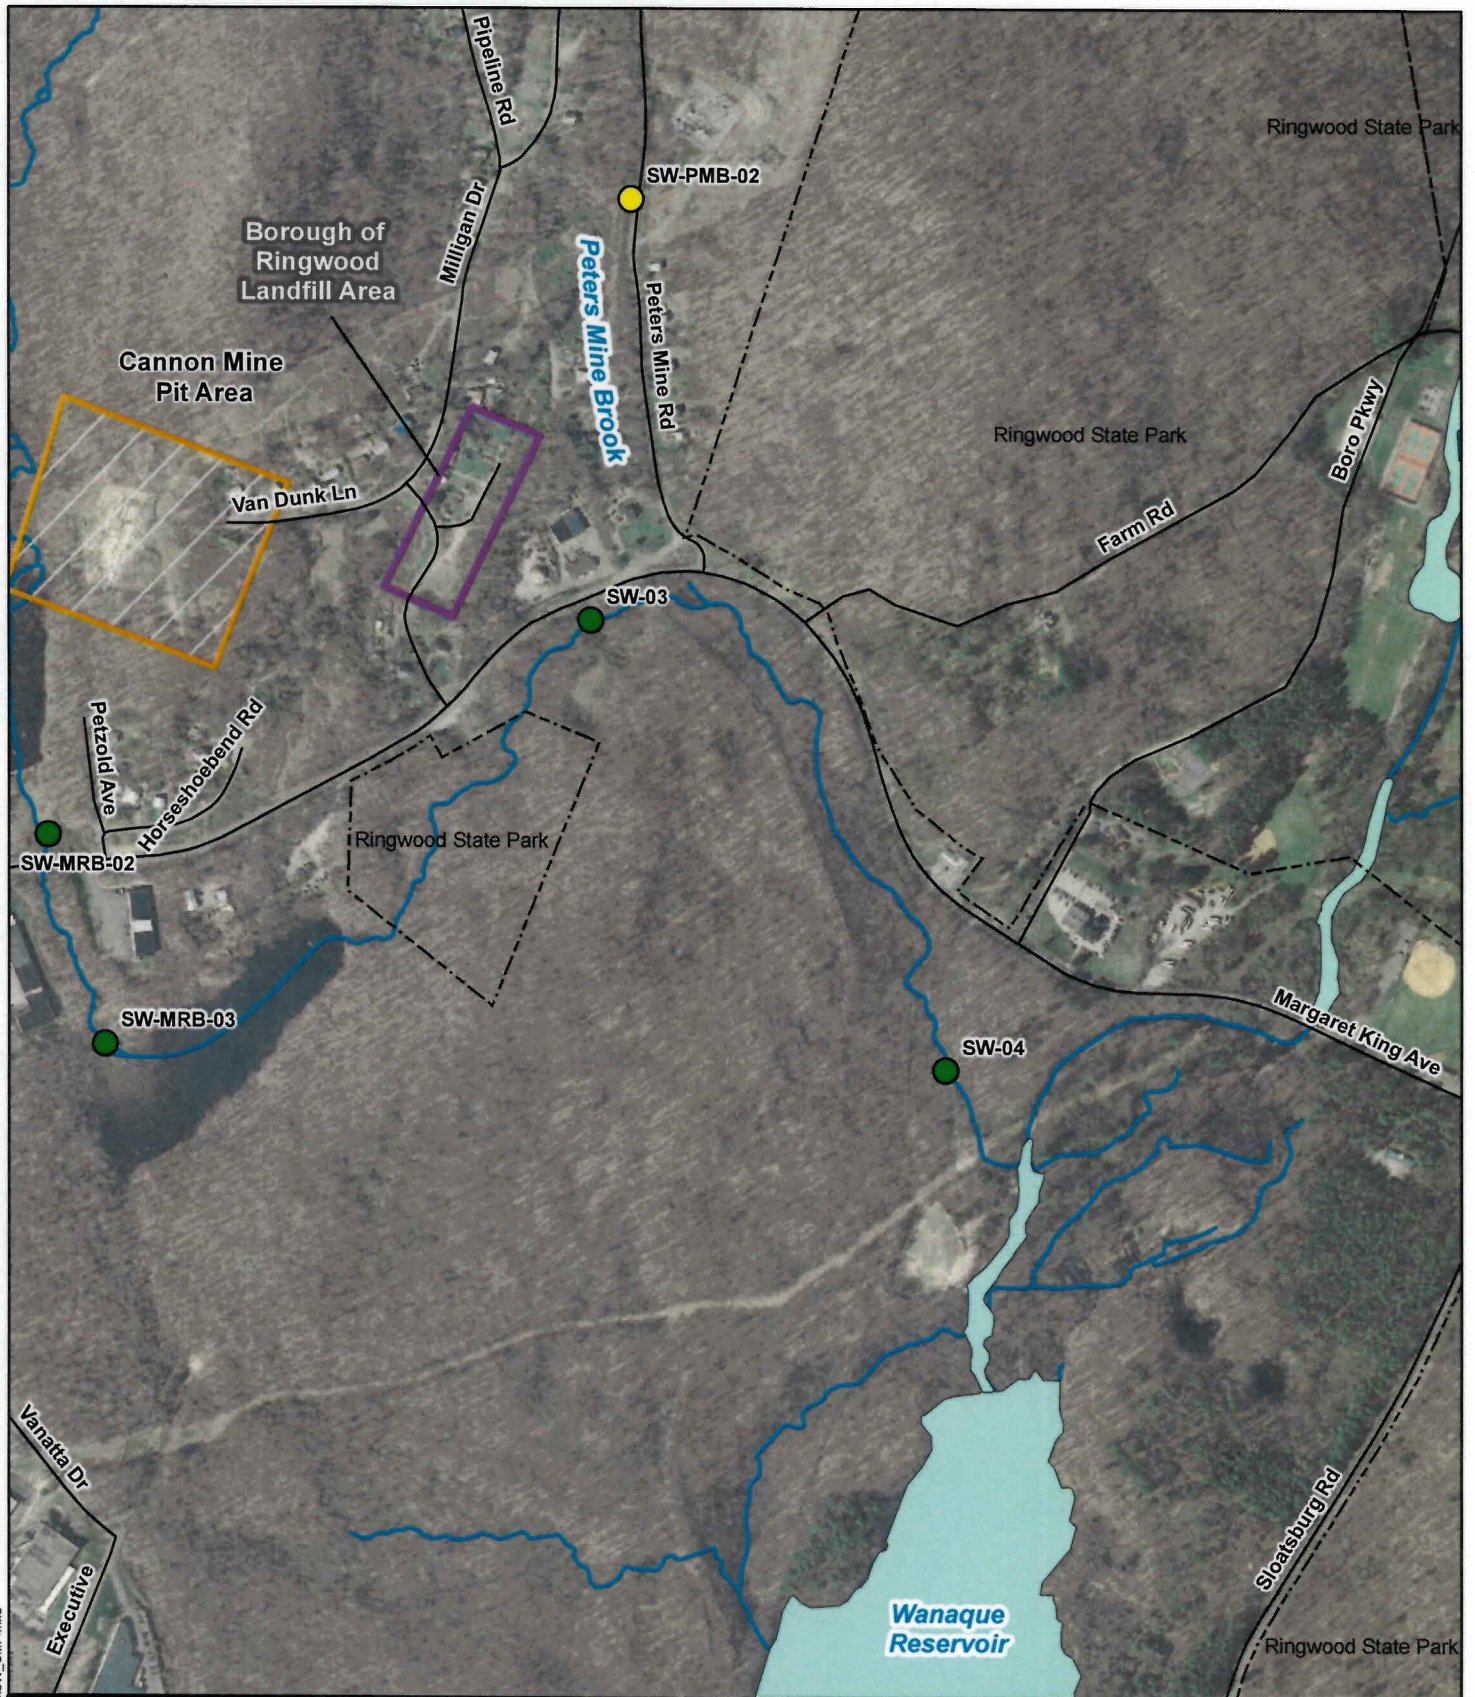 Pipeline Rd
Ringwood State Park
SW-PMB-02
Milligan Dr
Borough of
Ringwood
Landfill Area
Peters Mine Brook
Peters Mine Rd
Cannon Mine
Pit Area
Ringwood State Park
Boro Pkwy
Van Dunk Ln
Farm Rd
SW-03
Petzold Ave
Horseshoebend Rd
Ringwood State Park
SW-MRB-02
SW-MRB-03
Margaret King Ave
SW-04
Vanatta Dr
Sloatsburg Rd
Executive
Wanaque
Reservoir
Ringwood State Park